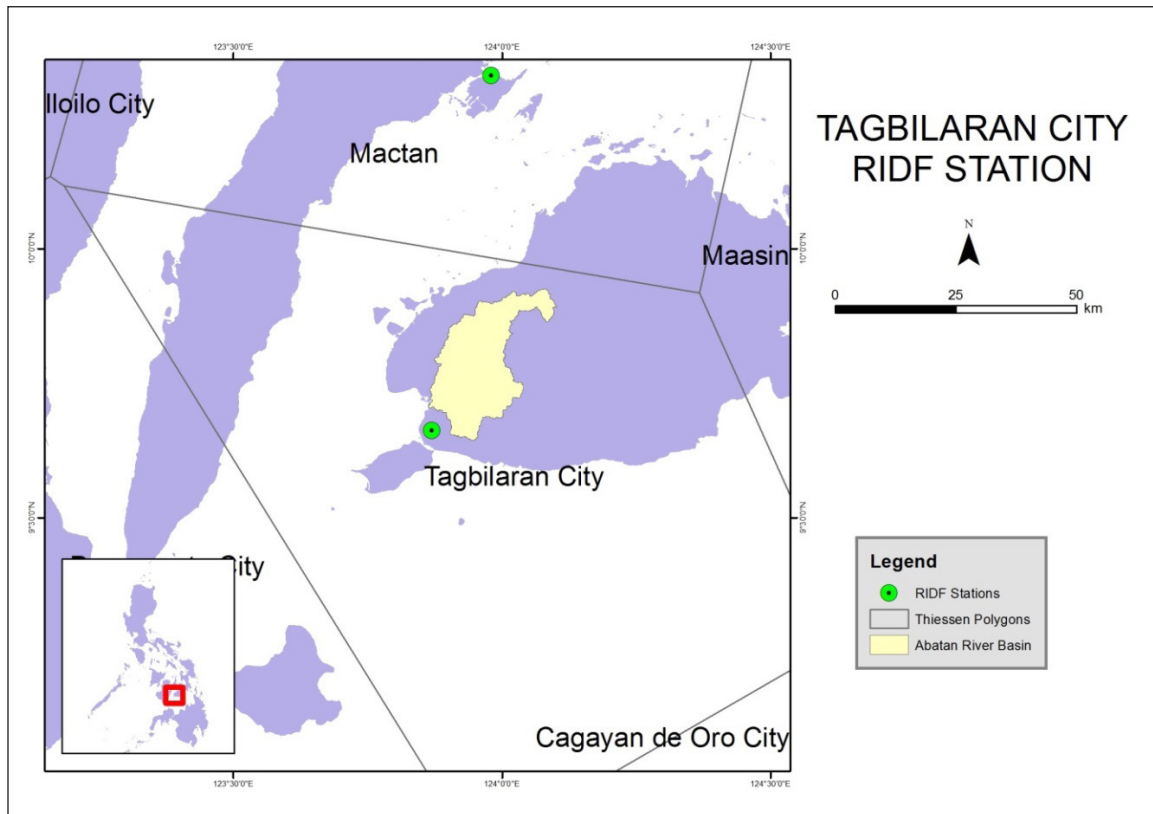 123°30'0"E
124°0'0"E
124°30'0"E
Iloilo City
Mactan
Maasin
Tagbilaran City
City
Cagayan de Oro City
10°0'0"N
10°0'0"N
9°30'0"N
9°30'0"N
123°30'0"E
124°0'0"E
124°30'0"E
TAGBILARAN CITY
RIDF STATION
N
0 25 50
km
Legend
RIDF Stations
Thiessen Polygons
Abatan River Basin